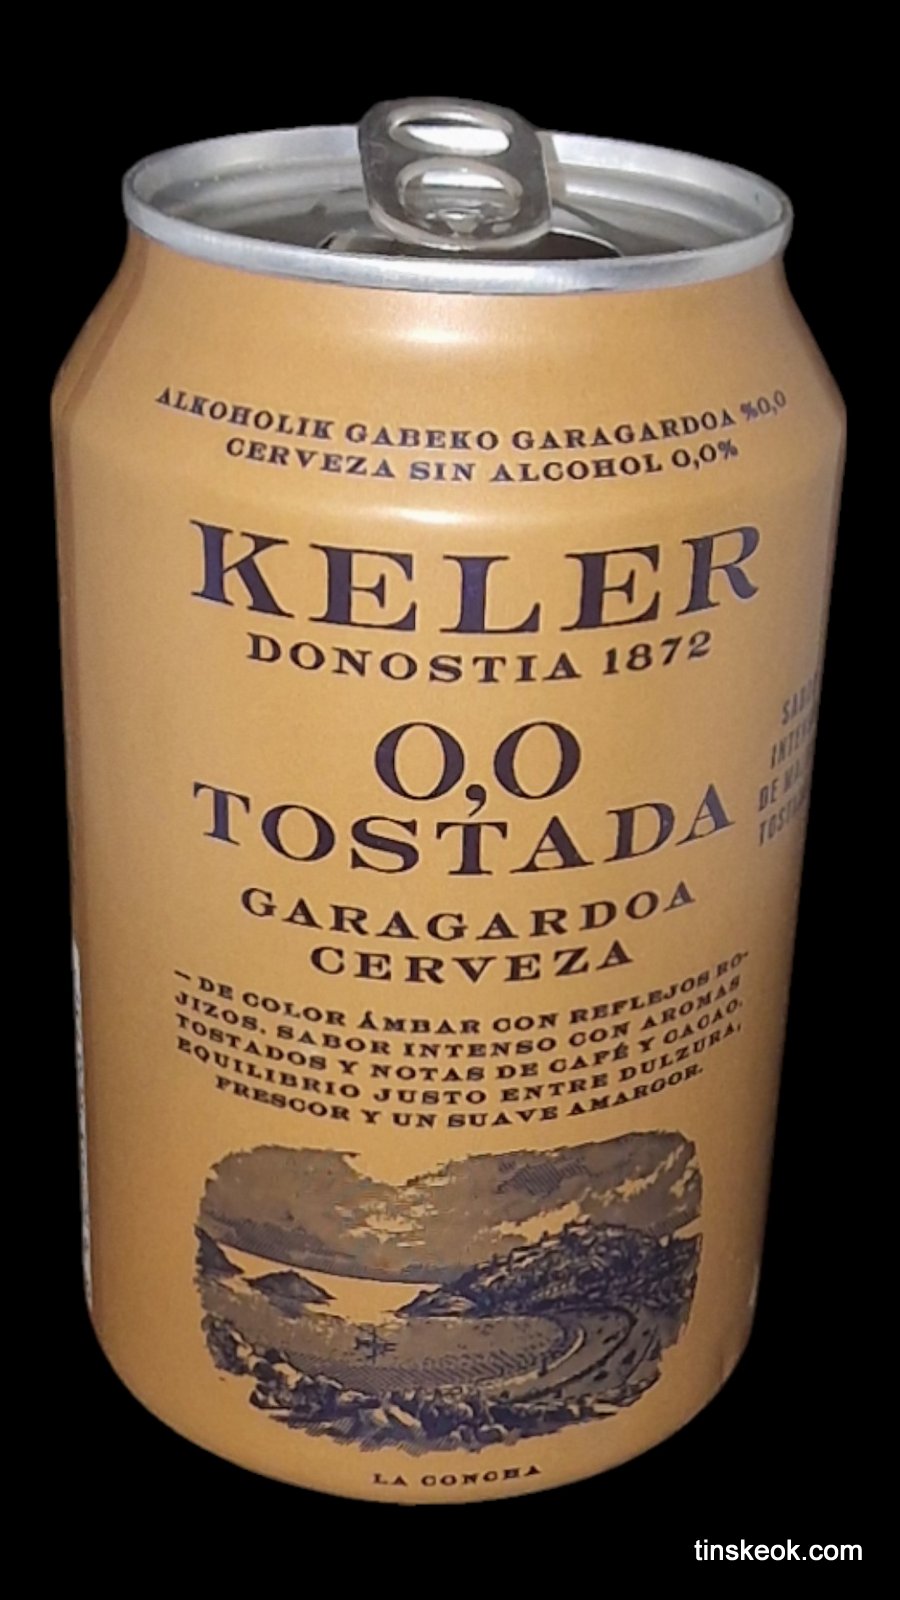 ALKOHOLIK GABEKO GARAGARDOA %0,0
CERVEZA SIN ALCOHOL 0,0%
KELER
DONOSTIA 1872
0,0
TOSTADA
GARAGARDOA
CERVEZA
– DE COLOR ÁMBAR CON REFLEJOS RO-
JIZOS. SABOR INTENSO CON AROMAS
TOSTADOS Y NOTAS DE CAFÉ Y CACAO.
EQUILIBRIO JUSTO ENTRE DULZURA,
FRESCOR Y UN SUAVE AMARGOR.
DE
LA CONCHA
tinskeok.com